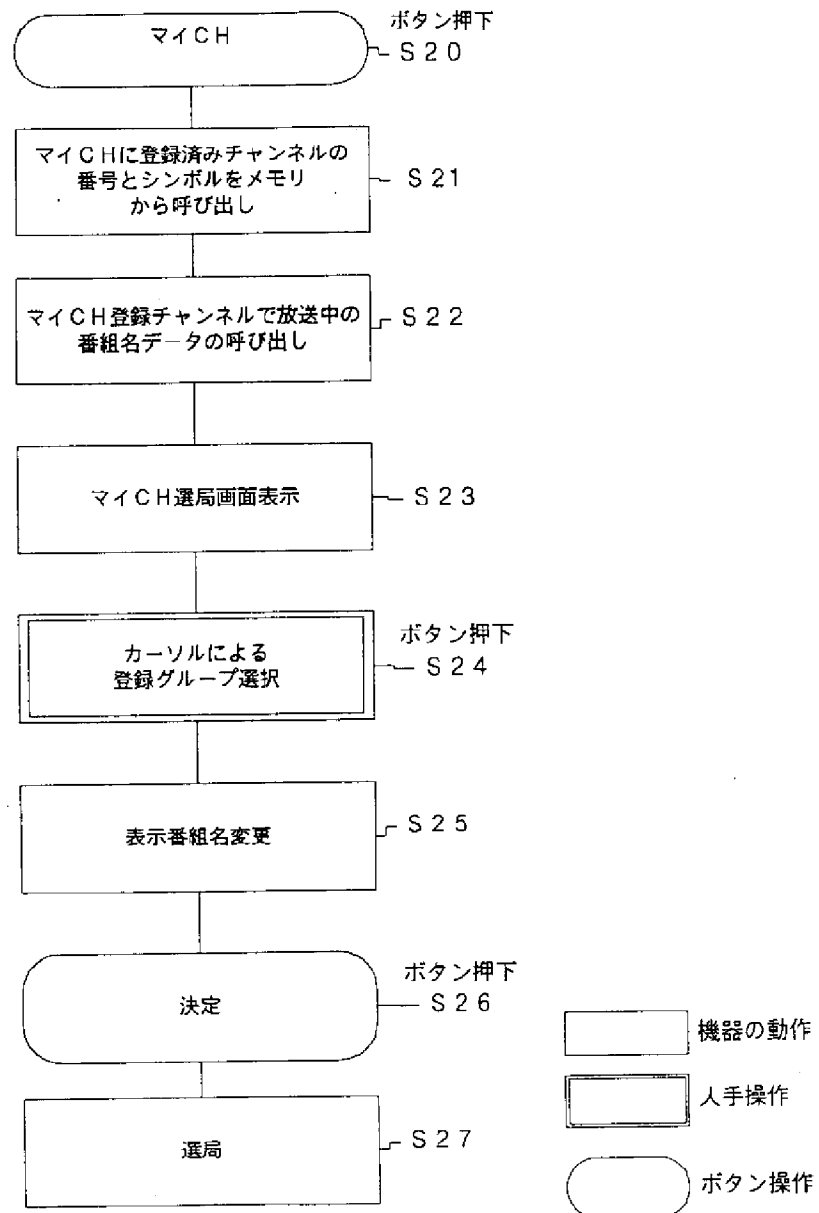 マイCH
ボタン押下
S20
マイCHに登録済みチャンネルの
番号とシンボルをメモリ
から呼び出し
S21
マイCH登録チャンネルで放送中の
番組名データの呼び出し
S22
マイCH選局画面表示
S23
カーソルによる
登録グループ選択
ボタン押下
S24
表示番組名変更
S25
決定
ボタン押下
S26
選局
S27
機器の動作
人手操作
ボタン操作